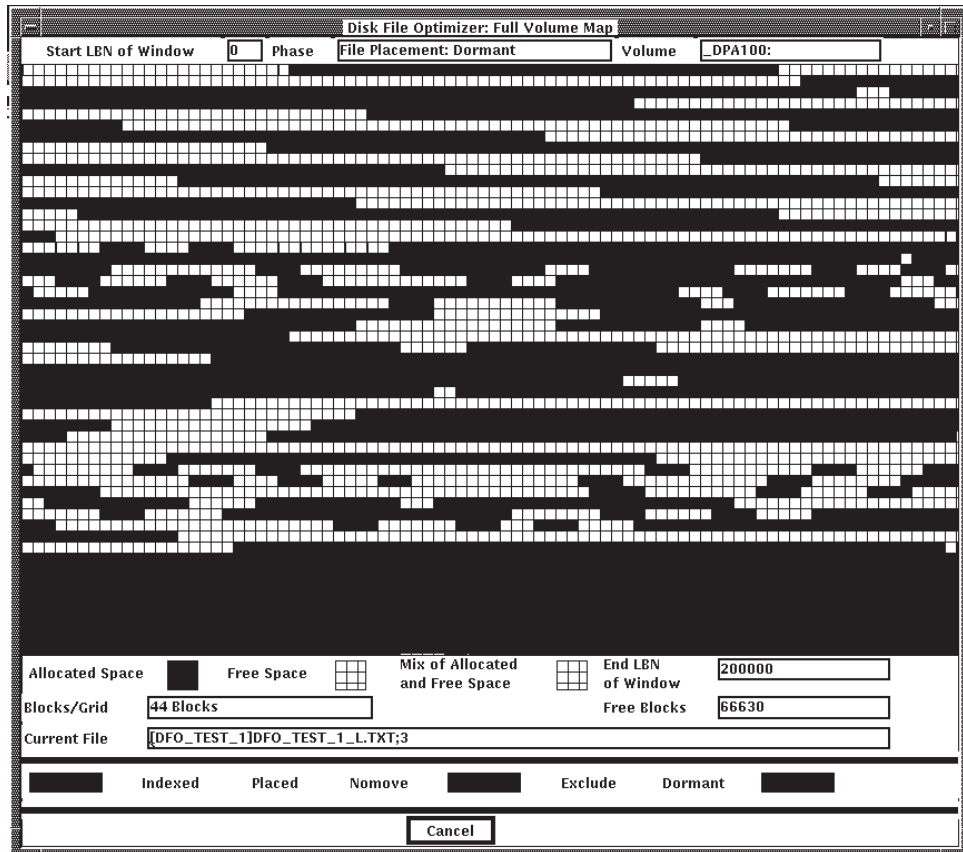 Disk File Optimizer: Full Volume Map
Start LBN of Window 0 Phase File Placement: Dormant Volume _DPA100:
Allocated Space Free Space Mix of Allocated and Free Space End LBN of Window 200000
Blocks/Grid 44 Blocks Free Blocks 66630
Current File [DFO_TEST_1]DFO_TEST_1_L.TXT;3
Indexed Placed Nomove Exclude Dormant
Cancel